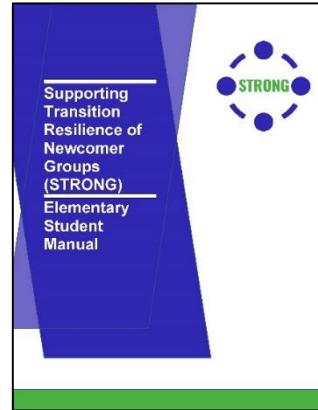 Supporting
Transition
Resilience of
Newcomer
Groups
(STRONG)
Elementary
Student
Manual
STRONG